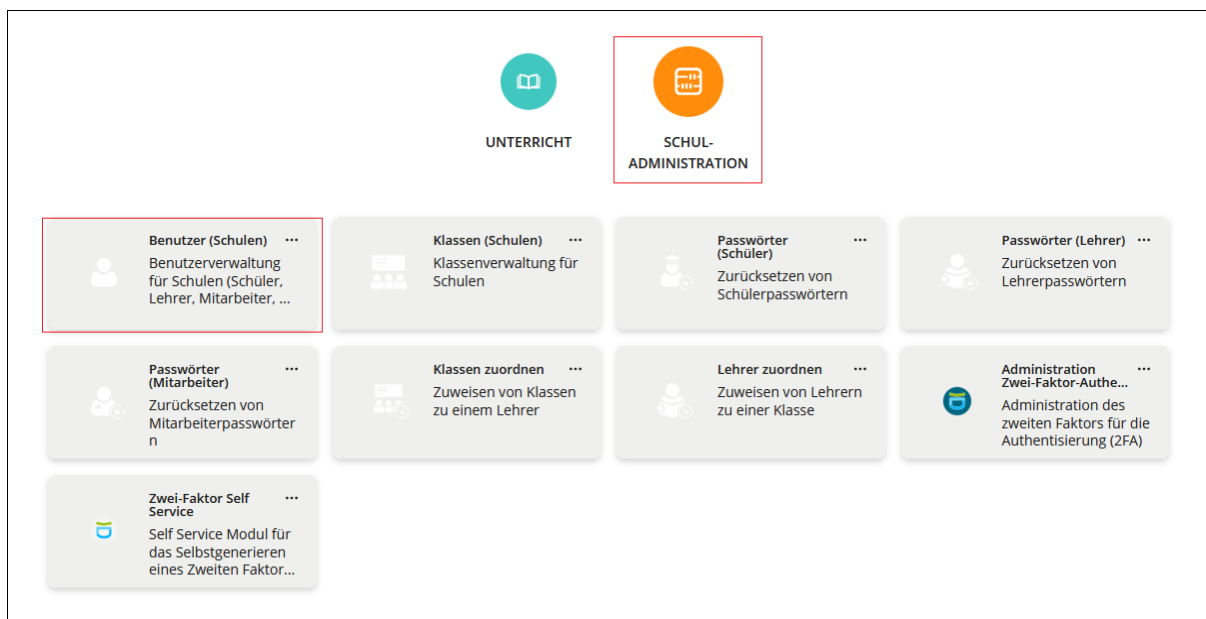 UNTERRICHT
SCHUL-
ADMINISTRATION
Benutzer (Schulen) ...
Benutzerverwaltung
für Schulen (Schüler,
Lehrer, Mitarbeiter, ...
Klassen (Schulen) ...
Klassenverwaltung für
Schulen
Passwörter ...
(Schüler)
Zurücksetzen von
Schülerpasswörtern
Passwörter (Lehrer) ...
Zurücksetzen von
Lehrerpasswörtern
Passwörter ...
(Mitarbeiter)
Zurücksetzen von
Mitarbeiterpasswörter
n
Klassen zuordnen ...
Zuweisen von Klassen
zu einem Lehrer
Lehrer zuordnen ...
Zuweisen von Lehrern
zu einer Klasse
Administration ...
Zwei-Faktor-Authe...
Administration des
zweiten Faktors für die
Authentisierung (2FA)
Zwei-Faktor Self ...
Service
Self Service Modul für
das Selbstgenerieren
eines Zweiten Faktor...